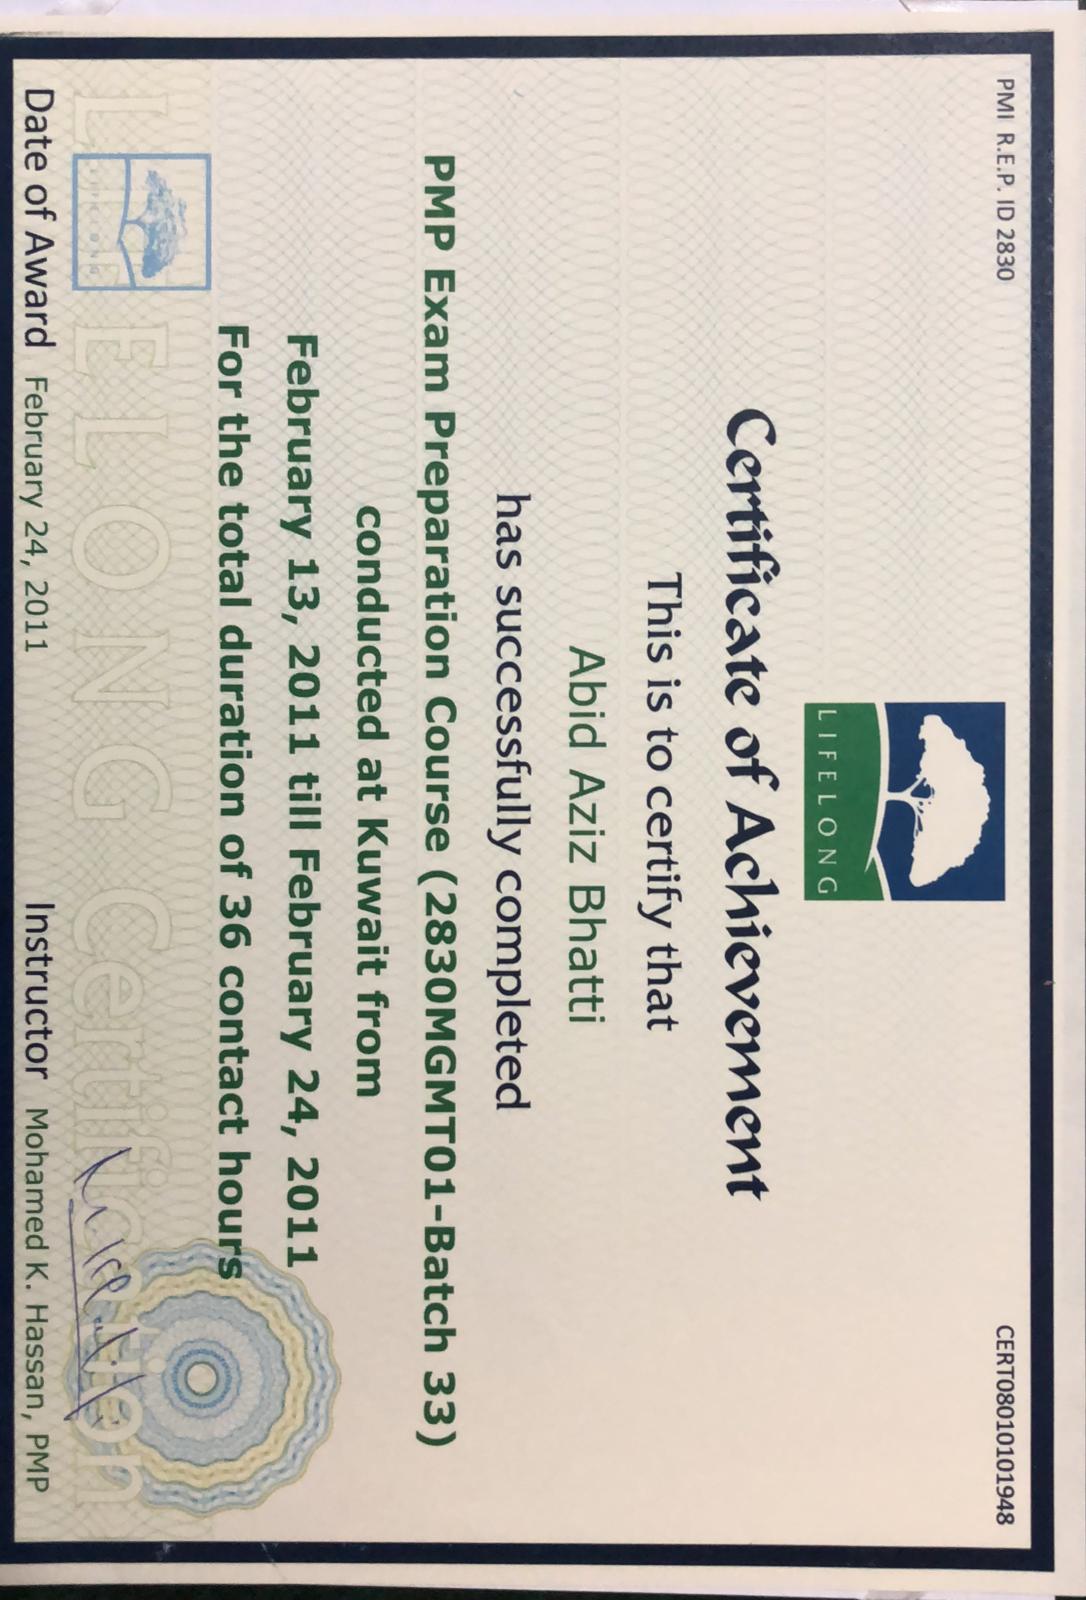 PMI R.E.P. ID 2830
CERT08010101948
LIFELONG
Certificate of Achievement
This is to certify that
Abid Aziz Bhatti
has successfully completed
PMP Exam Preparation Course (2830MGMT01-Batch 33)
conducted at Kuwait from
February 13, 2011 till February 24, 2011
For the total duration of 36 contact hours
LIFELONG Certification
LIFELONG
Date of Award February 24, 2011
Instructor Mohamed K. Hassan, PMP